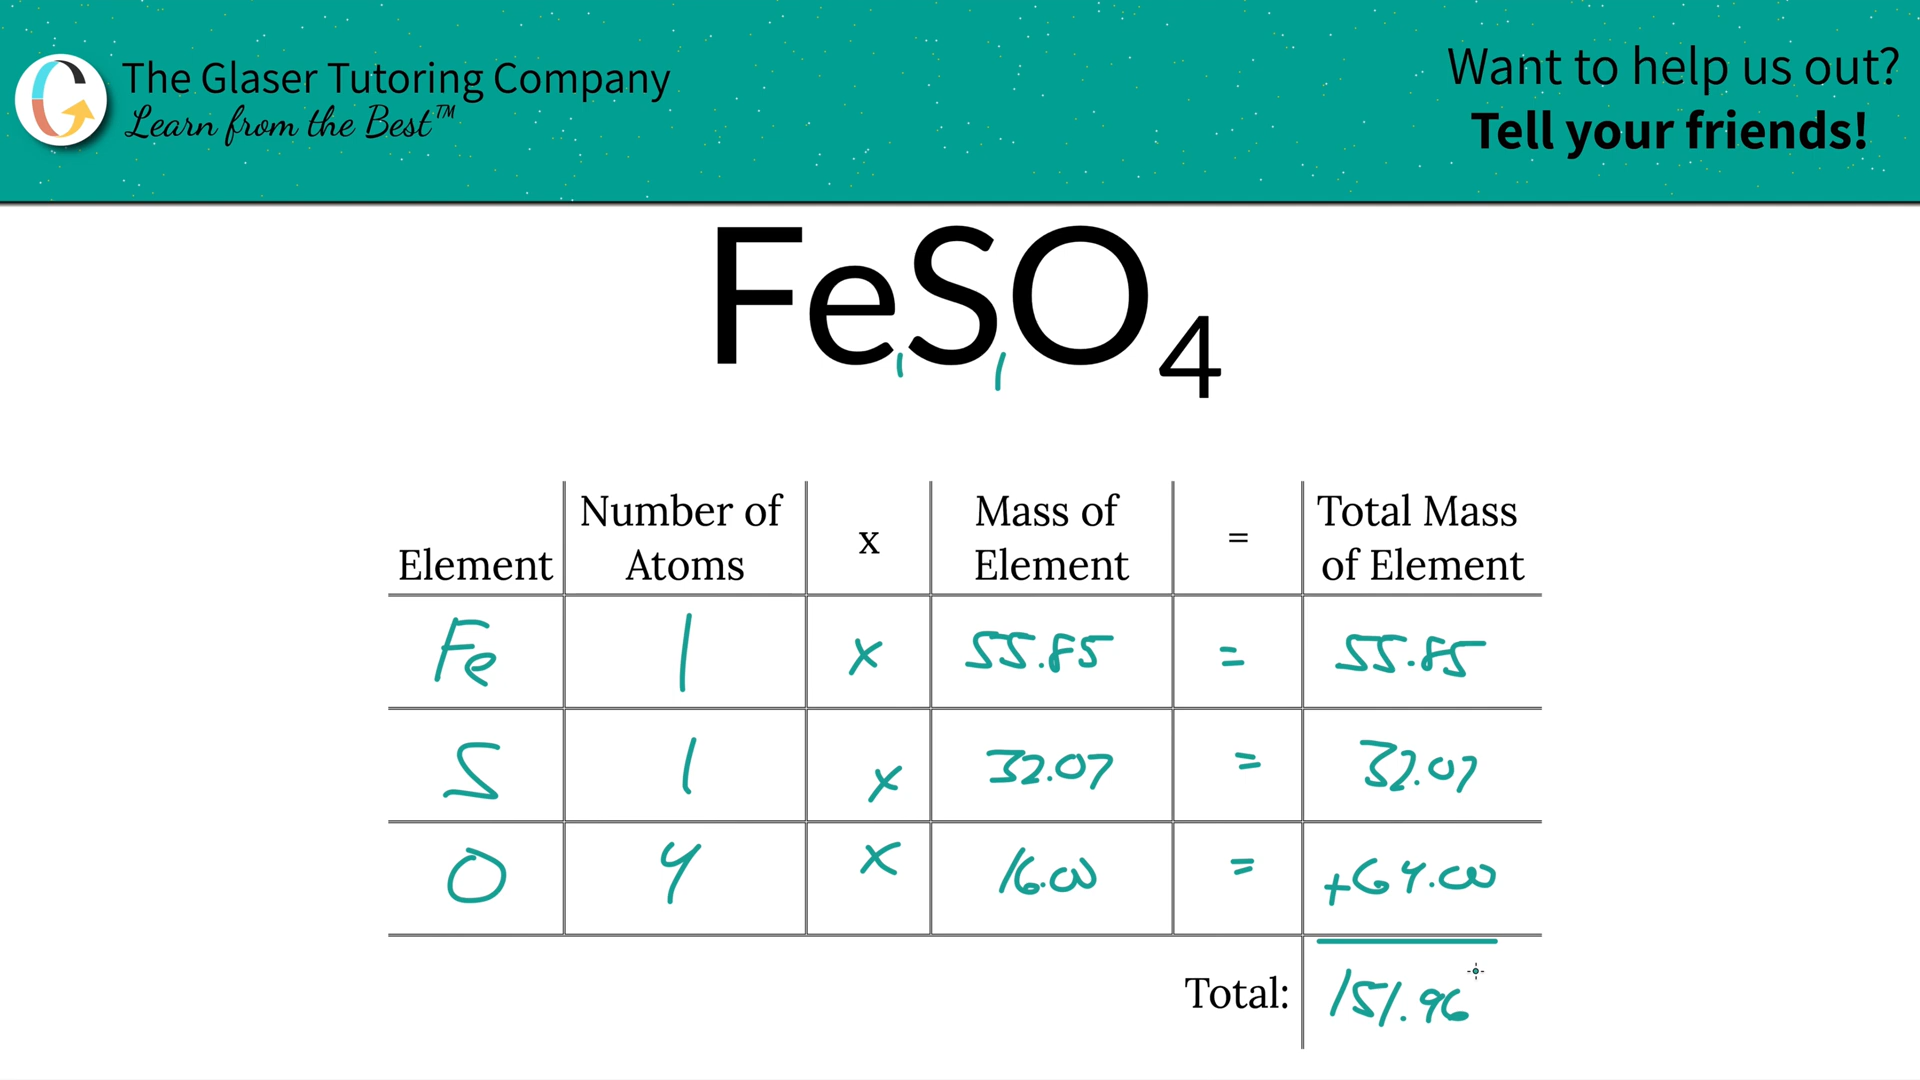 The Glaser Tutoring Company
Learn from the Best™
Want to help us out?
Tell your friends!
Fe₁S₁O₄
Element | Number of Atoms | x | Mass of Element | = | Total Mass of Element
Fe | 1 | x | 55.85 | = | 55.85
S | 1 | x | 32.07 | = | 32.07
O | 4 | x | 16.00 | = | +64.00
Total: 151.96